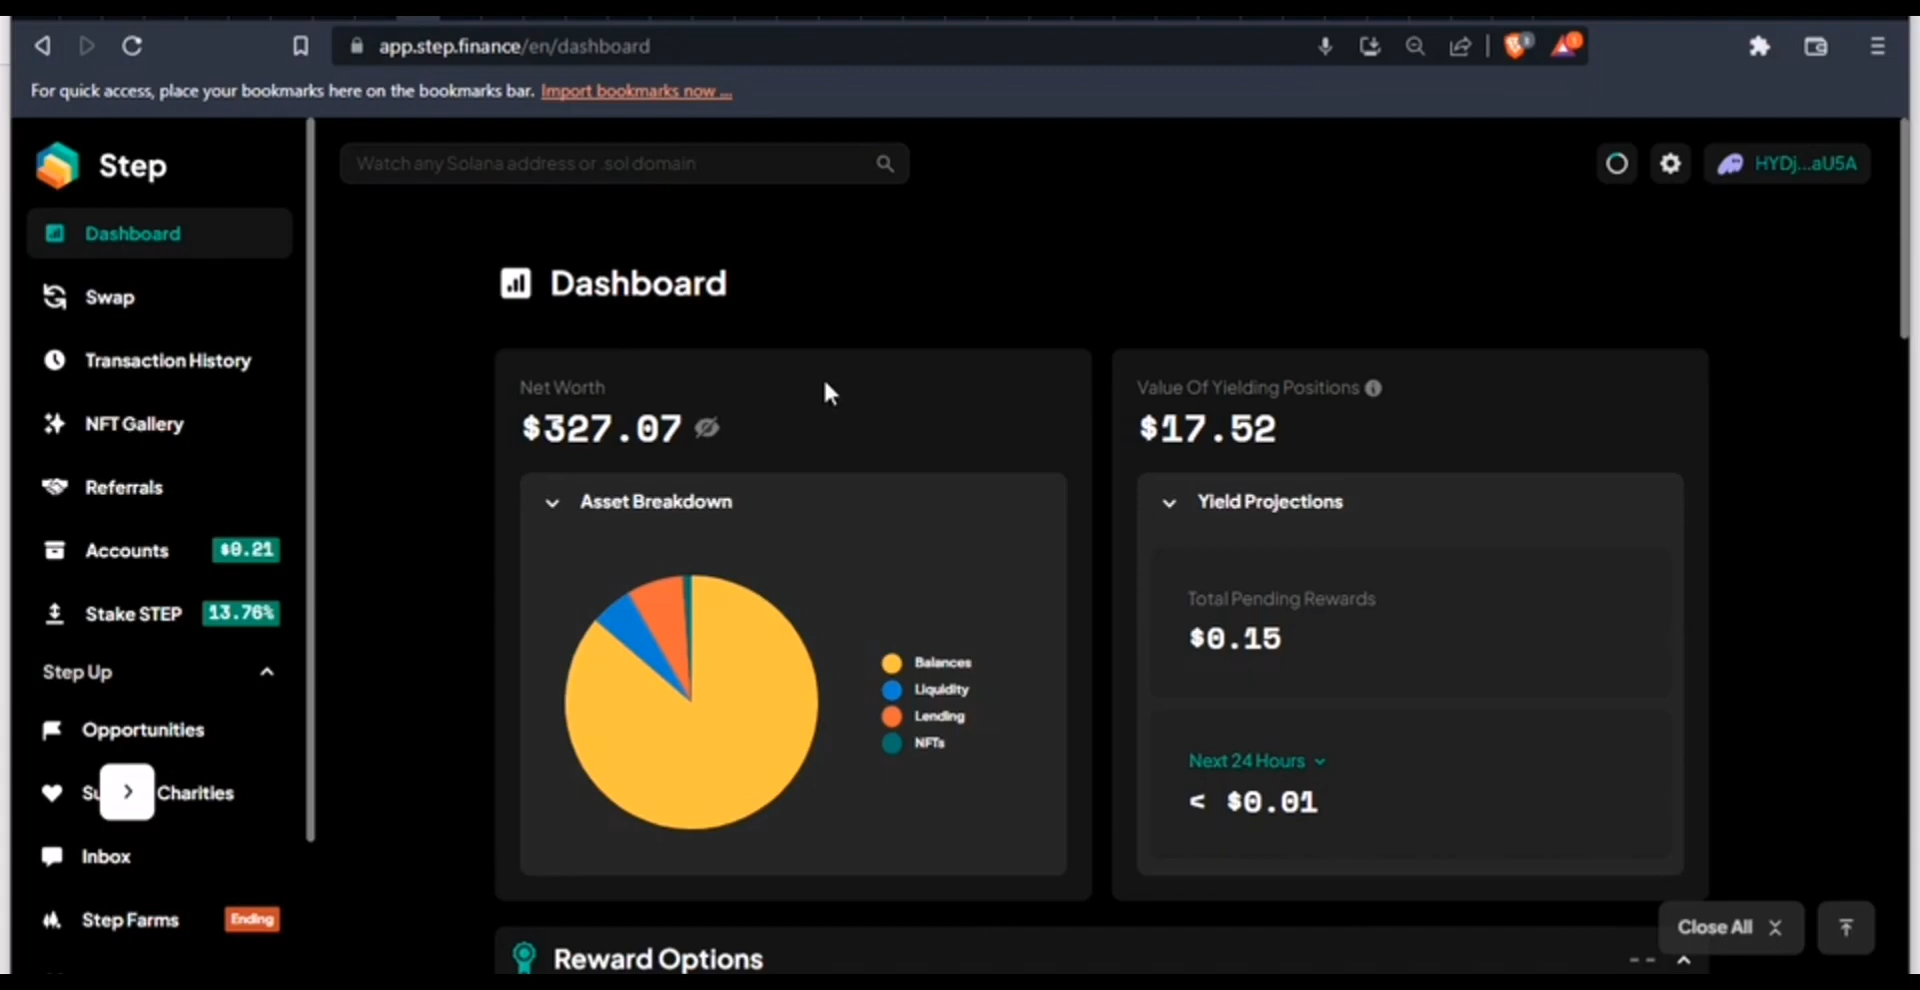 app.step.finance/en/dashboard
For quick access, place your bookmarks here on the bookmarks bar. Import bookmarks now ...
Step
Watch any Solana address or .sol domain
HYDj...aU5A
Dashboard
Swap
Transaction History
NFT Gallery
Referrals
Accounts $0.21
Stake STEP 13.76%
Step Up
Opportunities
Charities
Inbox
Step Farms Ending
Dashboard
Net Worth
$327.07
Asset Breakdown
Balances
Liquidity
Lending
NFTs
Value Of Yielding Positions
$17.52
Yield Projections
Total Pending Rewards
$0.15
Next 24 Hours
< $0.01
Close All
Reward Options
--